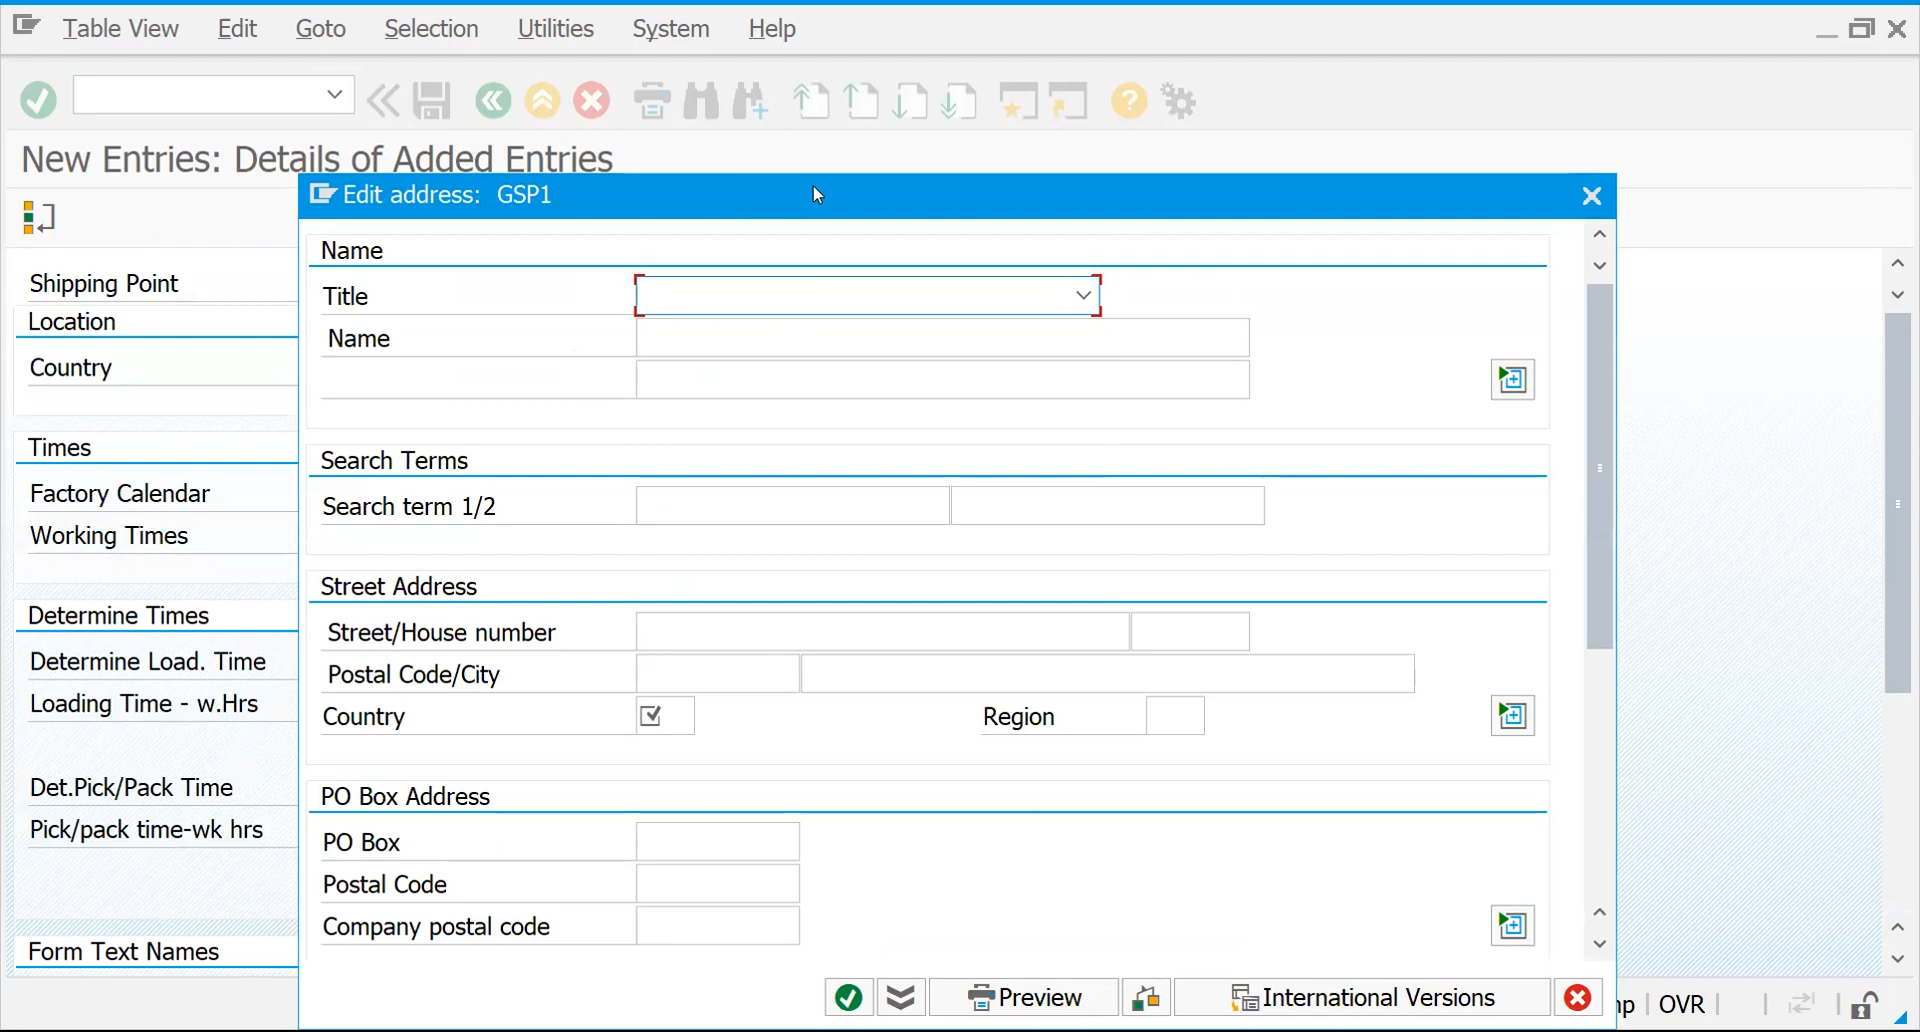 Table View Edit Goto Selection Utilities System Help
New Entries: Details of Added Entries
Edit address: GSP1
Shipping Point
Location
Country
Times
Factory Calendar
Working Times
Determine Times
Determine Load. Time
Loading Time - w.Hrs
Det.Pick/Pack Time
Pick/pack time-wk hrs
Form Text Names
Name
Title
Name
Search Terms
Search term 1/2
Street Address
Street/House number
Postal Code/City
Country Region
PO Box Address
PO Box
Postal Code
Company postal code
Preview International Versions
OVR